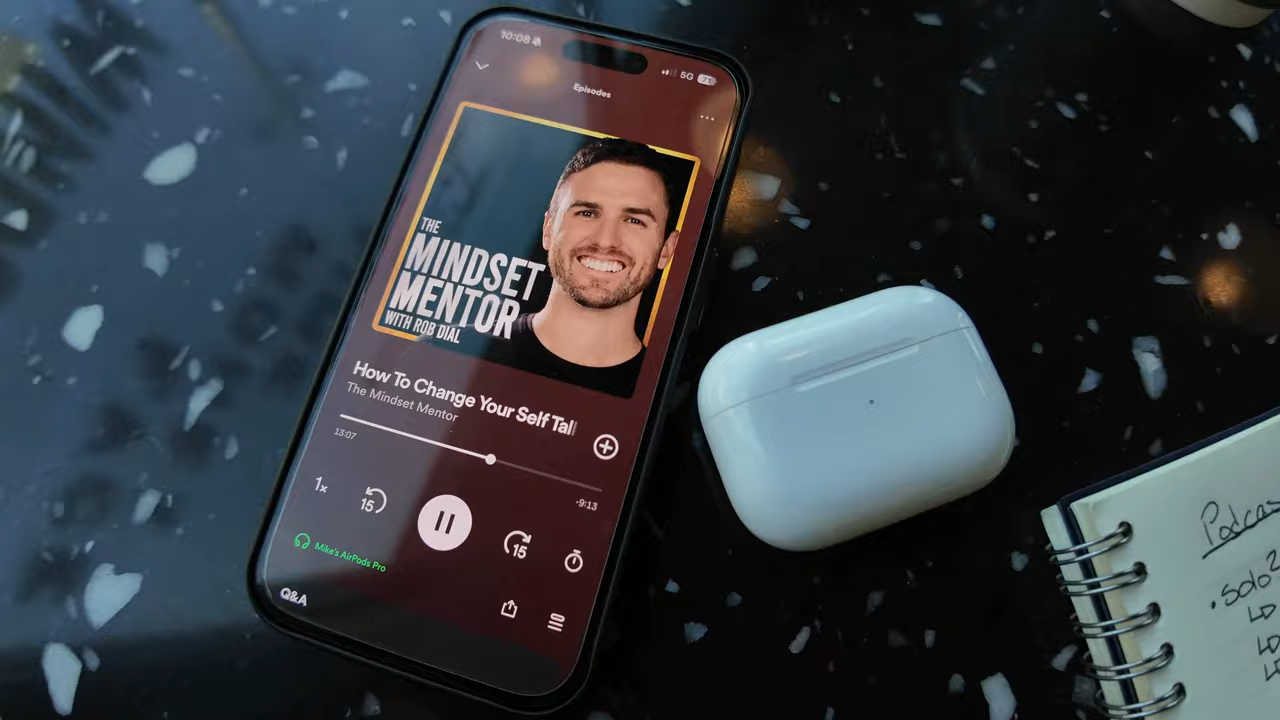 10:08
5G 71
Episodes
THE
MINDSET
MENTOR
WITH ROB DIAL
How To Change Your Self Tal
The Mindset Mentor
13:07
-9:13
1x
15
15
Mike's AirPods Pro
Q&A
Podcas
• Solo